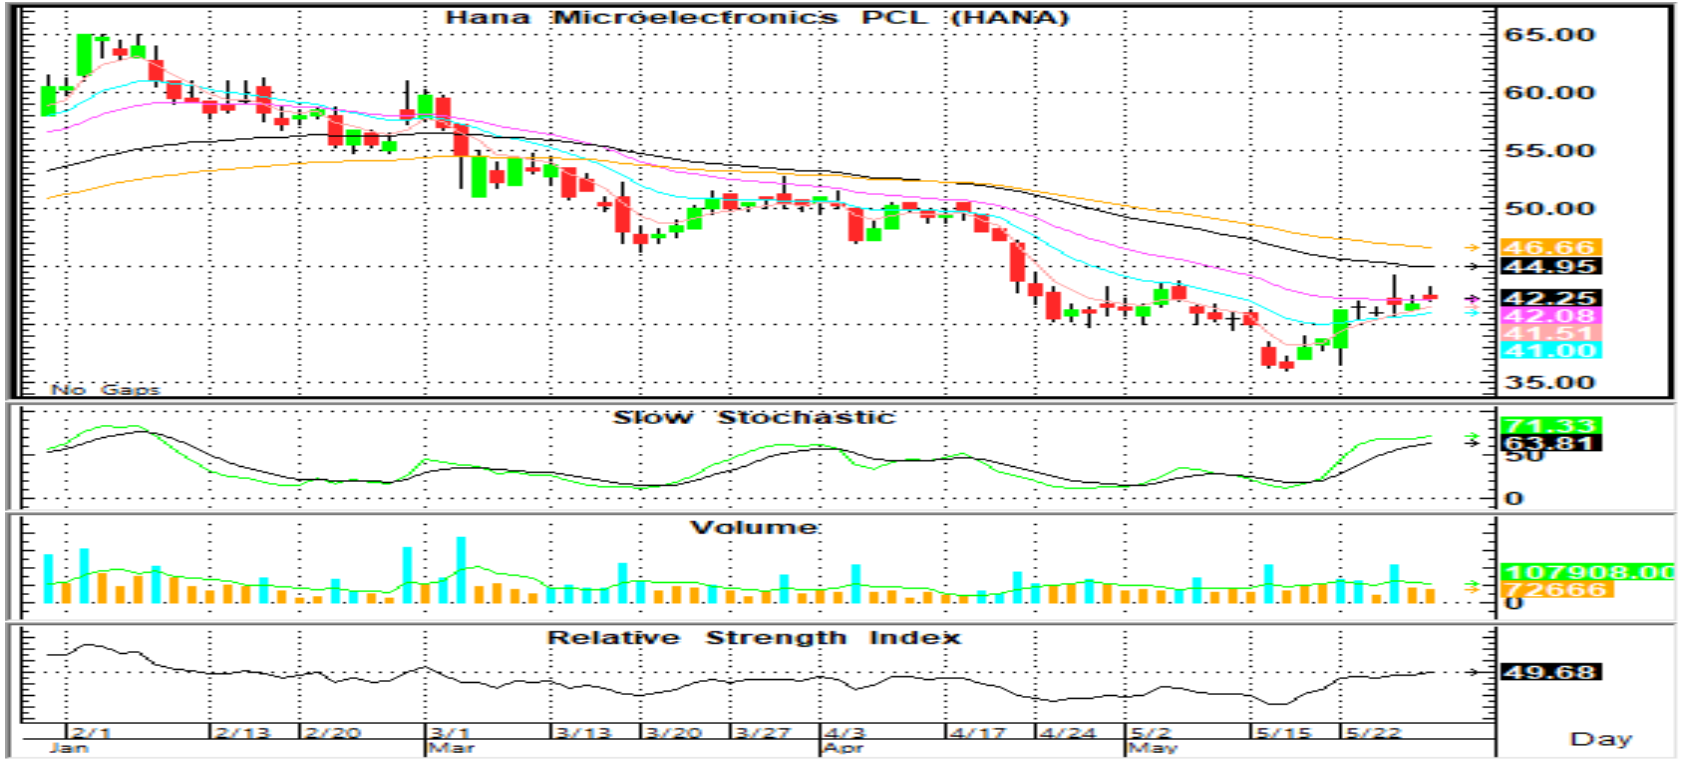 Hana Microelectronics PCL (HANA)
65.00
60.00
55.00
50.00
46.66
44.95
42.25
42.08
41.51
41.00
35.00
No Gaps
Slow Stochastic
71.33
63.81
50
0
Volume
107908.00
72666
0
Relative Strength Index
49.68
2/1 2/13 2/20 3/1 3/13 3/20 3/27 4/3 4/17 4/24 5/2 5/15 5/22
Jan Mar Apr May
Day